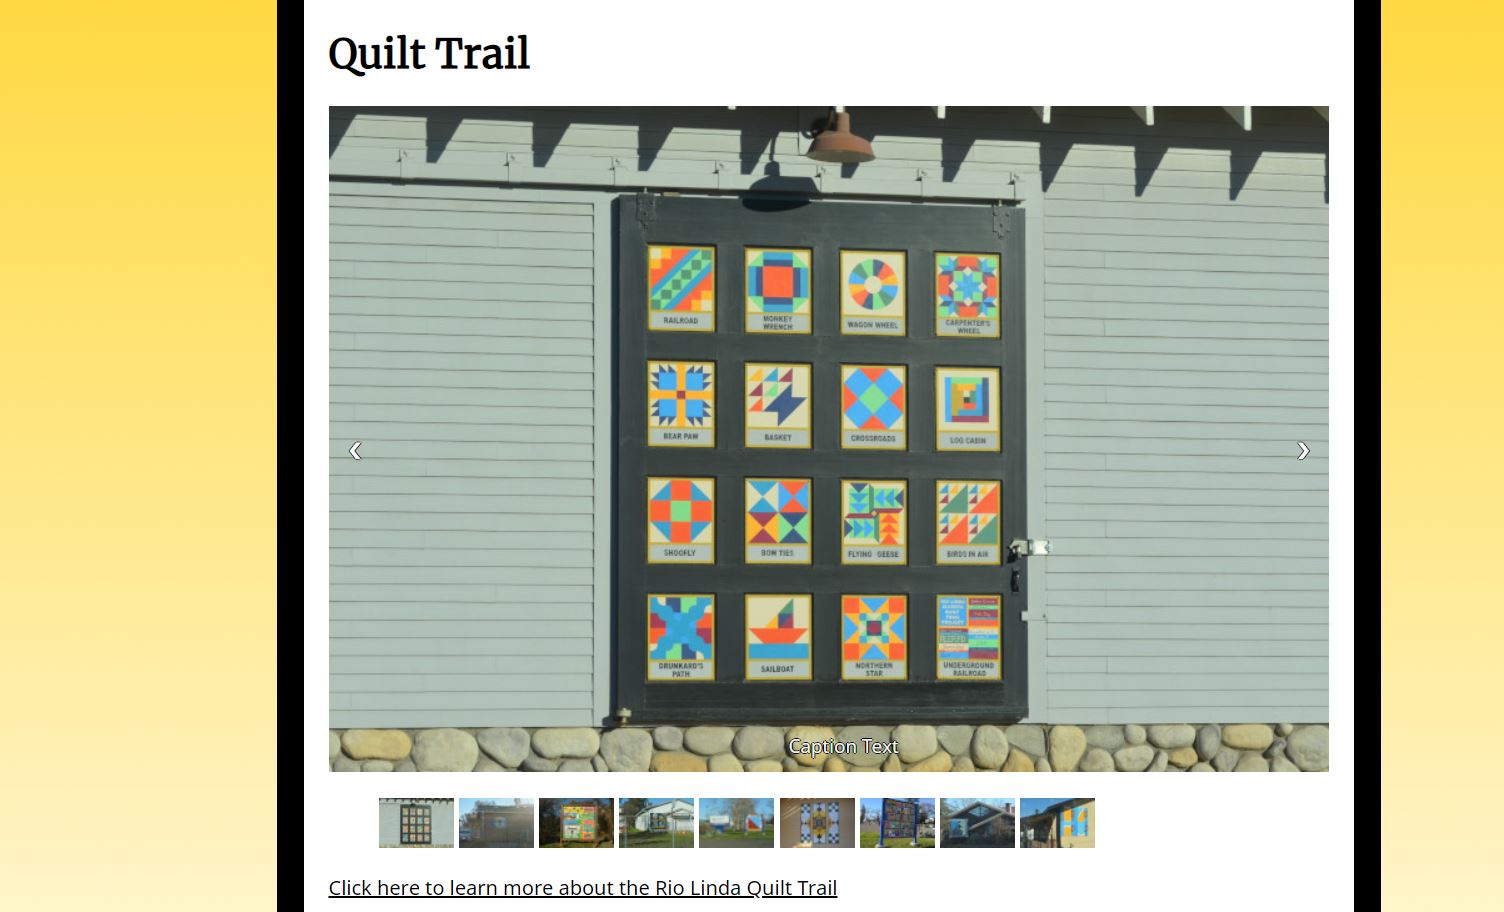 Quilt Trail
RAILROAD
MONKEY
WRENCH
WAGON WHEEL
CARPENTER'S
WHEEL
BEAR PAW
BASKET
CROSSROADS
LOG CABIN
SHOOFLY
BOW TIES
FLYING GEESE
BIRDS IN AIR
DRUNKARD'S
PATH
SAILBOAT
NORTHERN
STAR
UNDERGROUND
RAILROAD
❮
❯
Caption Text
Click here to learn more about the Rio Linda Quilt Trail